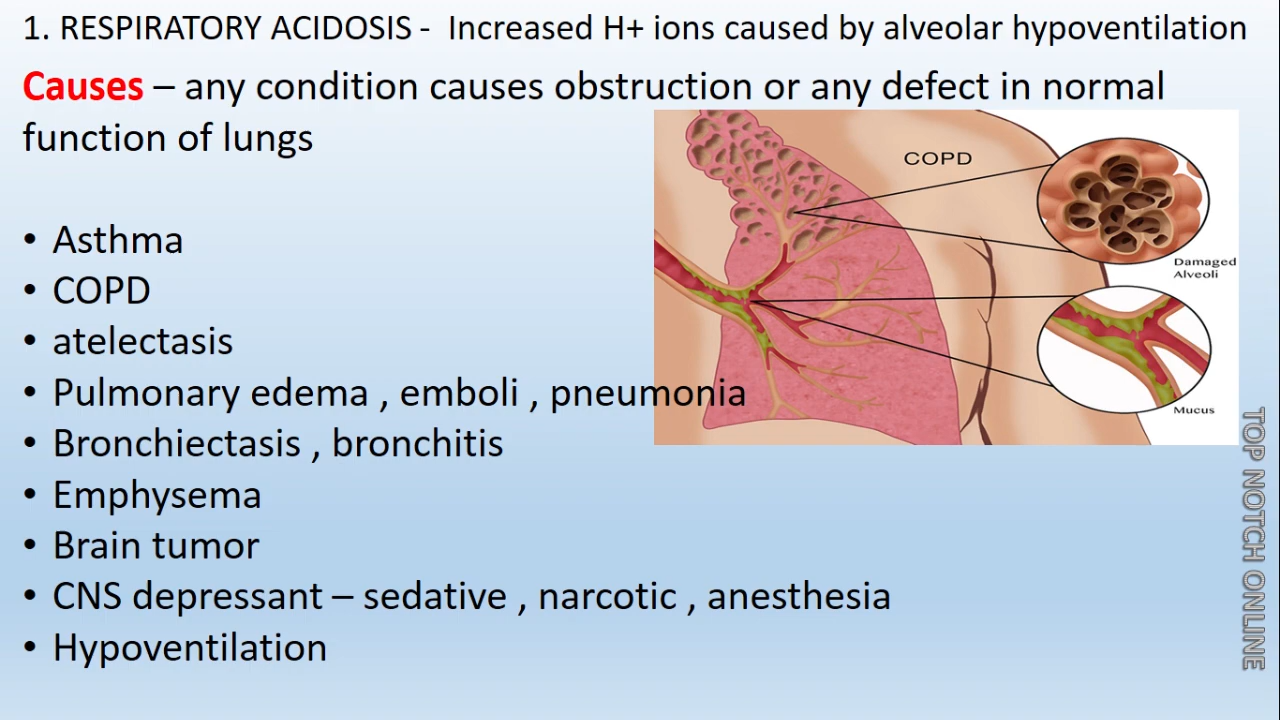 1. RESPIRATORY ACIDOSIS - Increased H+ ions caused by alveolar hypoventilation
Causes – any condition causes obstruction or any defect in normal
function of lungs
• Asthma
• COPD
• atelectasis
• Pulmonary edema , emboli , pneumonia
• Bronchiectasis , bronchitis
• Emphysema
• Brain tumor
• CNS depressant – sedative , narcotic , anesthesia
• Hypoventilation
COPD
Damaged
Alveoli
Mucus
TOP NOTCH ONLINE